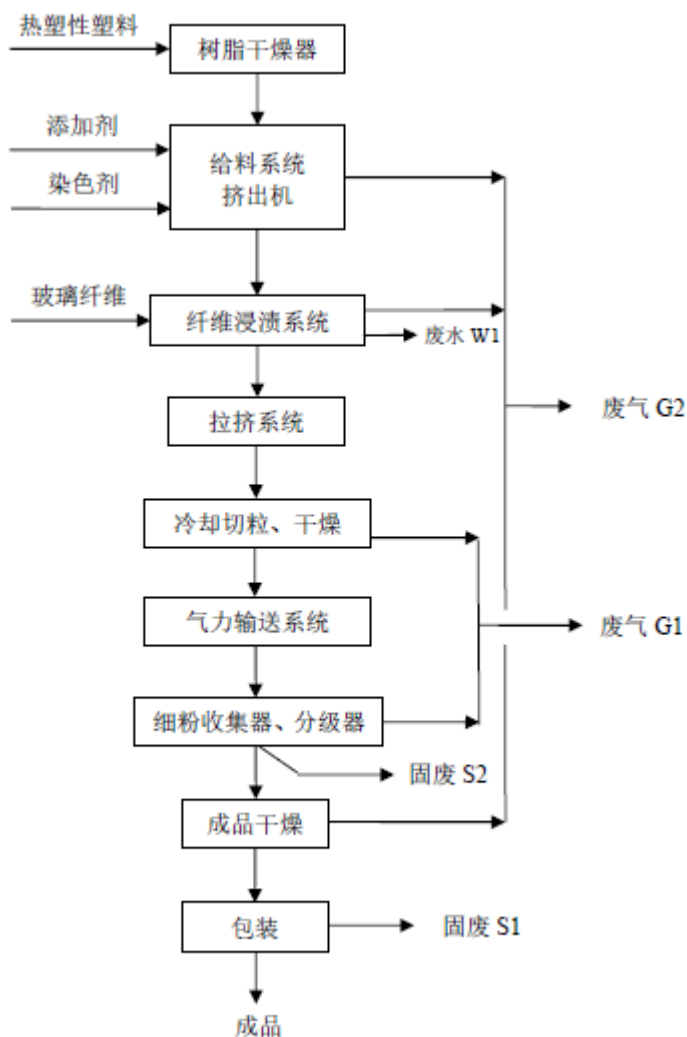 热塑性塑料
树脂干燥器
添加剂
染色剂
给料系统
挤出机
玻璃纤维
纤维浸渍系统
废水 W1
拉挤系统
废气 G2
冷却切粒、干燥
气力输送系统
废气 G1
细粉收集器、分级器
固废 S2
成品干燥
包装
固废 S1
成品